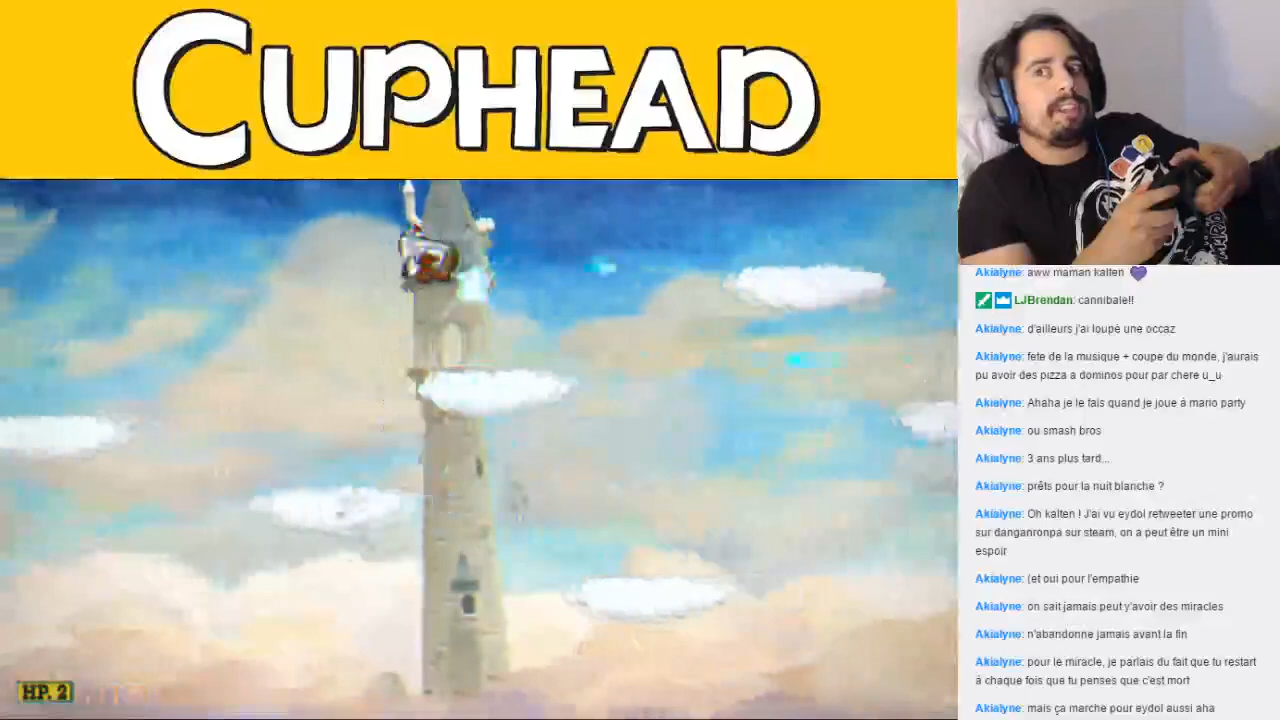 CUPHEAD
HP. 2
Akialyne: aww maman kalten
LJBrendan: cannibale!!
Akialyne: d'ailleurs j'ai loupé une occaz
Akialyne: fete de la musique + coupe du monde, j'aurais
pu avoir des pizza a dominos pour par chere u_u
Akialyne: Ahaha je le fais quand je joue à mario party
Akialyne: ou smash bros
Akialyne: 3 ans plus tard...
Akialyne: prêts pour la nuit blanche ?
Akialyne: Oh kalten ! J'ai vu eydol retweeter une promo
sur danganronpa sur steam, on a peut être un mini
espoir
Akialyne: (et oui pour l'empathie
Akialyne: on sait jamais peut y'avoir des miracles
Akialyne: n'abandonne jamais avant la fin
Akialyne: pour le miracle, je parlais du fait que tu restart
à chaque fois que tu penses que c'est mort
Akialyne: mais ça marche pour eydol aussi aha